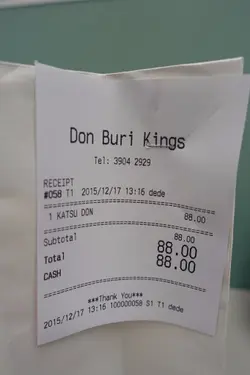 Don Buri Kings
Tel: 3904 2929
RECEIPT
#058 T1 2015/12/17 13:16 dede
1 KATSU DON 88.00
Subtotal 88.00
Total 88.00
CASH 88.00
***Thank You***
2015/12/17 13:16 100000058 S1 T1 dede